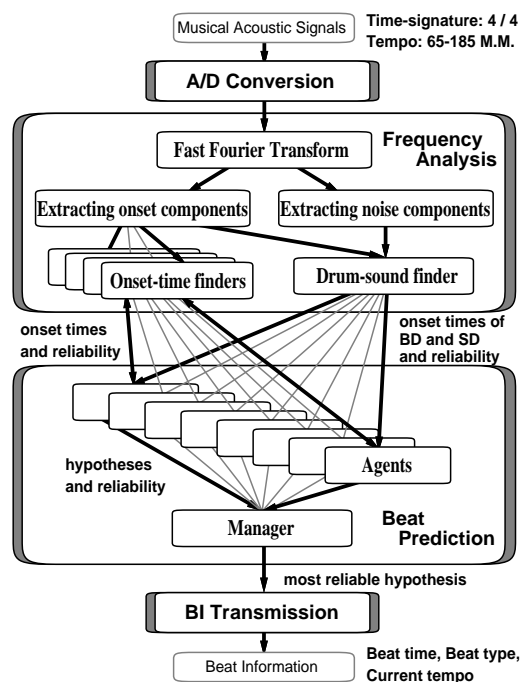 Musical Acoustic Signals
Time-signature: 4 / 4
Tempo: 65-185 M.M.
A/D Conversion
Frequency
Analysis
Fast Fourier Transform
Extracting onset components
Extracting noise components
Onset-time finders
Drum-sound finder
onset times
and reliability
onset times of
BD and SD
and reliability
hypotheses
and reliability
Agents
Manager
Beat
Prediction
most reliable hypothesis
BI Transmission
Beat Information
Beat time, Beat type,
Current tempo